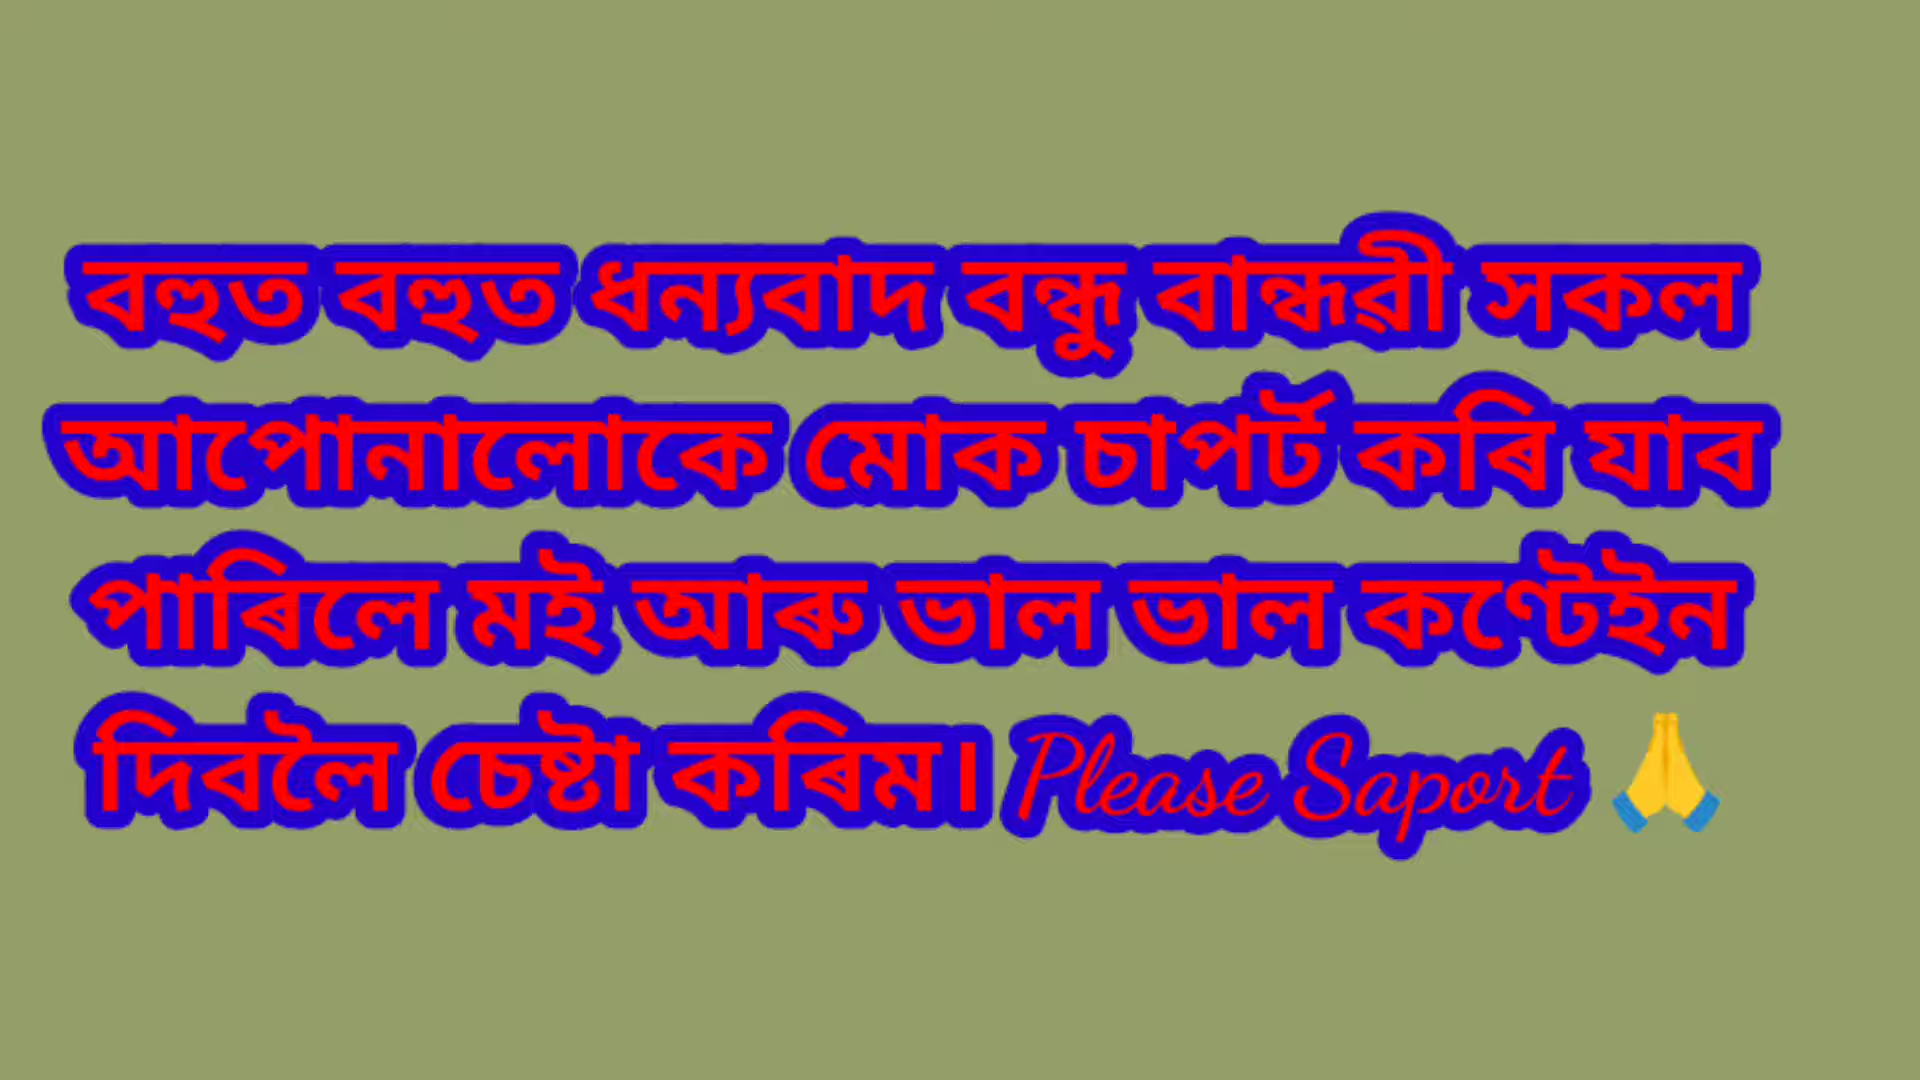 বহুত বহুত ধন্যবাদ বন্ধু বান্ধৱী সকল
আপোনালোকে মোক চাপৰ্ট কৰি যাব
পাৰিলে মই আৰু ভাল ভাল কণ্টেইন
দিবলৈ চেষ্টা কৰিম। Please Saport 🙏